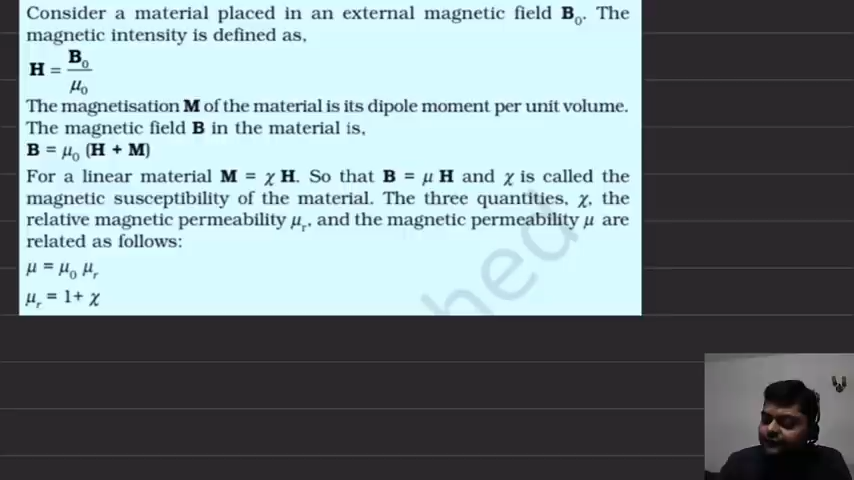 Consider a material placed in an external magnetic field B₀. The
magnetic intensity is defined as,
H = B₀/μ₀
The magnetisation M of the material is its dipole moment per unit volume.
The magnetic field B in the material is,
B = μ₀ (H + M)
For a linear material M = χ H. So that B = μ H and χ is called the
magnetic susceptibility of the material. The three quantities, χ, the
relative magnetic permeability μᵣ, and the magnetic permeability μ are
related as follows:
μ = μ₀ μᵣ
μᵣ = 1+ χ
hed